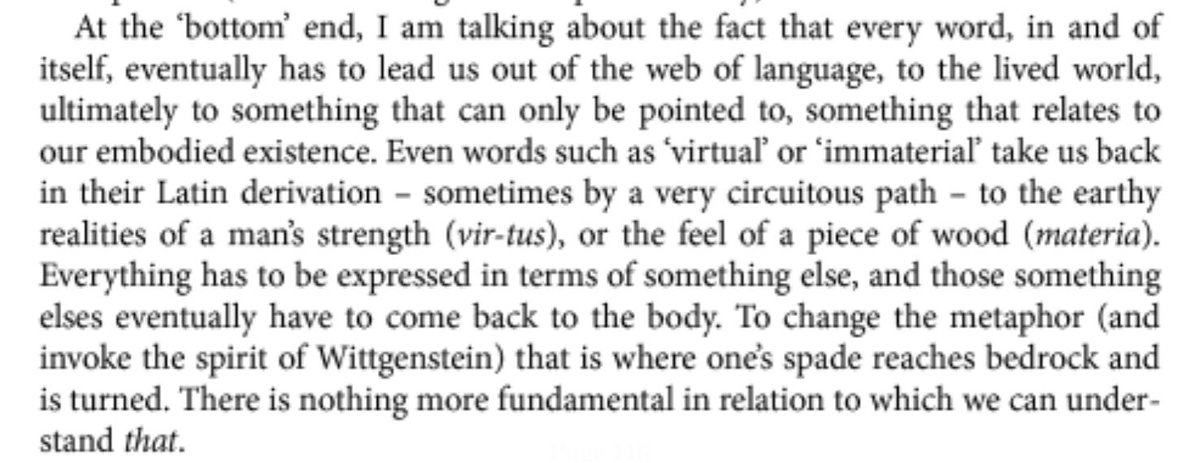 At the ‘bottom’ end, I am talking about the fact that every word, in and of
itself, eventually has to lead us out of the web of language, to the lived world,
ultimately to something that can only be pointed to, something that relates to
our embodied existence. Even words such as ‘virtual’ or ‘immaterial’ take us back
in their Latin derivation – sometimes by a very circuitous path – to the earthy
realities of a man’s strength (vir-tus), or the feel of a piece of wood (materia).
Everything has to be expressed in terms of something else, and those something
elses eventually have to come back to the body. To change the metaphor (and
invoke the spirit of Wittgenstein) that is where one’s spade reaches bedrock and
is turned. There is nothing more fundamental in relation to which we can under-
stand that.